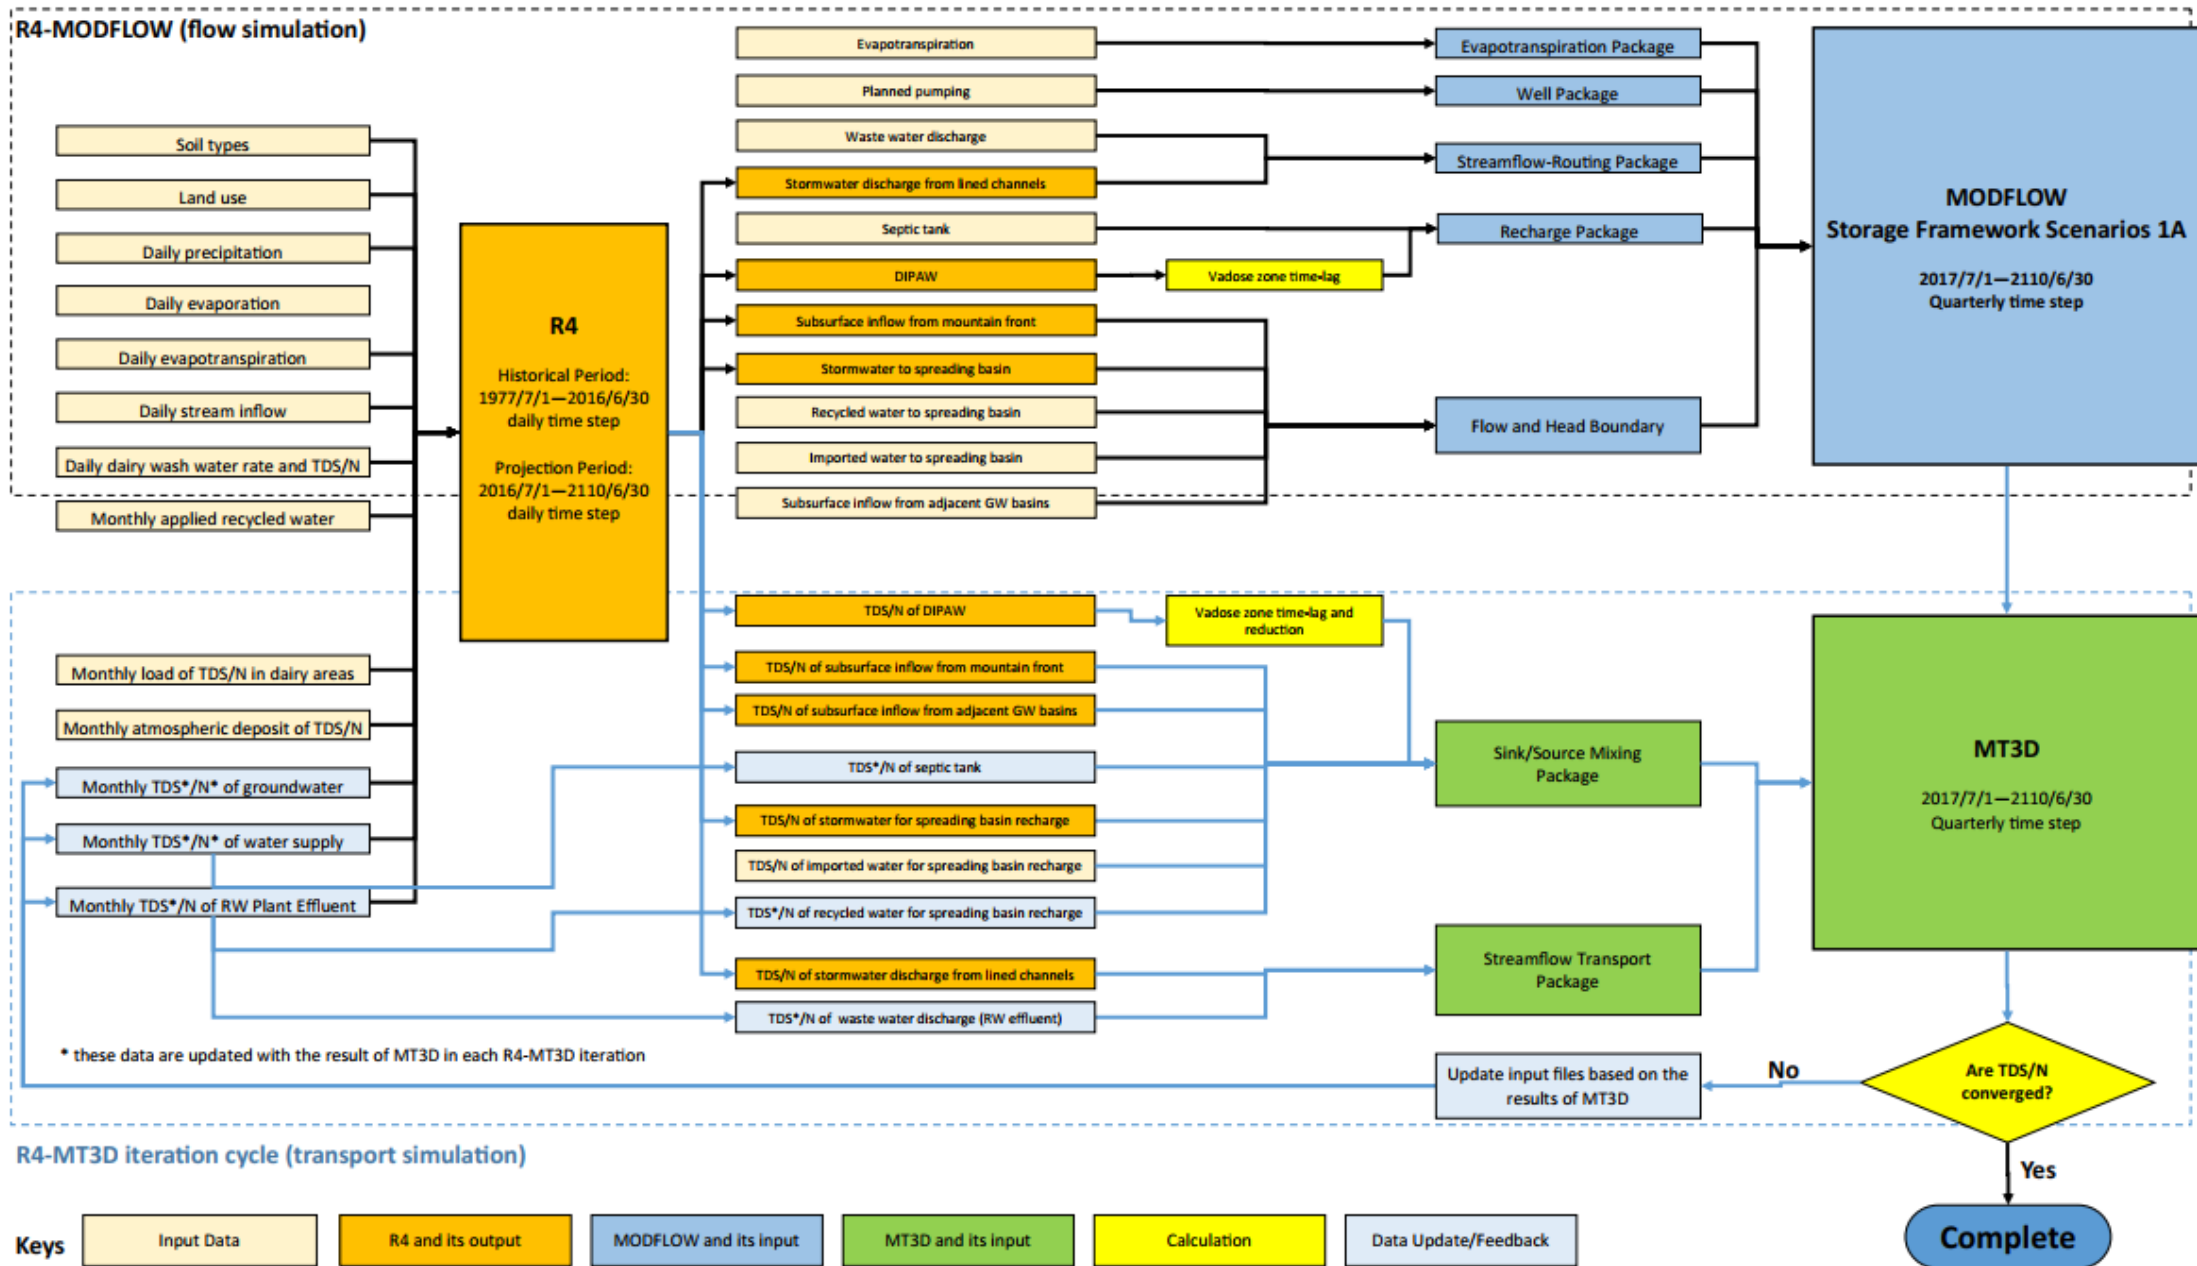 R4-MODFLOW (flow simulation)
Soil types
Land use
Daily precipitation
Daily evaporation
Daily evapotranspiration
Daily stream inflow
Daily dairy wash water rate and TDS/N
Monthly applied recycled water
R4
Historical Period:
1977/7/1—2016/6/30
daily time step
Projection Period:
2016/7/1—2110/6/30
daily time step
Evapotranspiration
Planned pumping
Waste water discharge
Stormwater discharge from lined channels
Septic tank
DIPAW
Subsurface inflow from mountain front
Stormwater to spreading basin
Recycled water to spreading basin
Imported water to spreading basin
Subsurface inflow from adjacent GW basins
Vadose zone time-lag
Evapotranspiration Package
Well Package
Streamflow-Routing Package
Recharge Package
Flow and Head Boundary
MODFLOW
Storage Framework Scenarios 1A
2017/7/1—2110/6/30
Quarterly time step
Monthly load of TDS/N in dairy areas
Monthly atmospheric deposit of TDS/N
Monthly TDS*/N* of groundwater
Monthly TDS*/N* of water supply
Monthly TDS*/N of RW Plant Effluent
TDS/N of DIPAW
TDS/N of subsurface inflow from mountain front
TDS/N of subsurface inflow from adjacent GW basins
TDS*/N of septic tank
TDS/N of stormwater for spreading basin recharge
TDS/N of imported water for spreading basin recharge
TDS*/N of recycled water for spreading basin recharge
TDS/N of stormwater discharge from lined channels
TDS*/N of waste water discharge (RW effluent)
Vadose zone time-lag and
reduction
Sink/Source Mixing
Package
Streamflow Transport
Package
MT3D
2017/7/1—2110/6/30
Quarterly time step
* these data are updated with the result of MT3D in each R4-MT3D iteration
Update input files based on the
results of MT3D
No
Are TDS/N
converged?
Yes
Complete
R4-MT3D iteration cycle (transport simulation)
Keys
Input Data
R4 and its output
MODFLOW and its input
MT3D and its input
Calculation
Data Update/Feedback